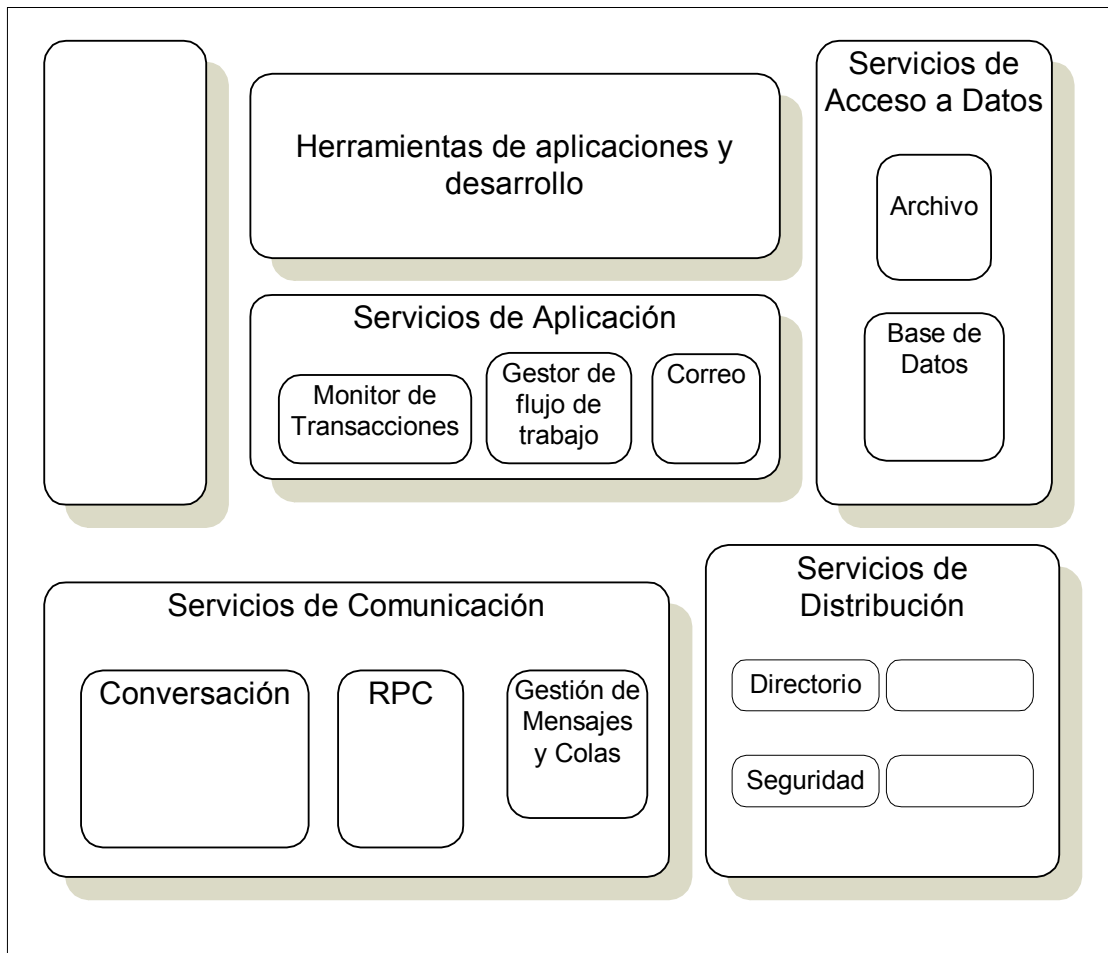 Herramientas de aplicaciones y
desarrollo
Servicios de
Acceso a Datos
Archivo
Base de
Datos
Servicios de Aplicación
Monitor de
Transacciones
Gestor de
flujo de
trabajo
Correo
Servicios de Comunicación
Conversación
RPC
Gestión de
Mensajes
y Colas
Servicios de
Distribución
Directorio
Seguridad